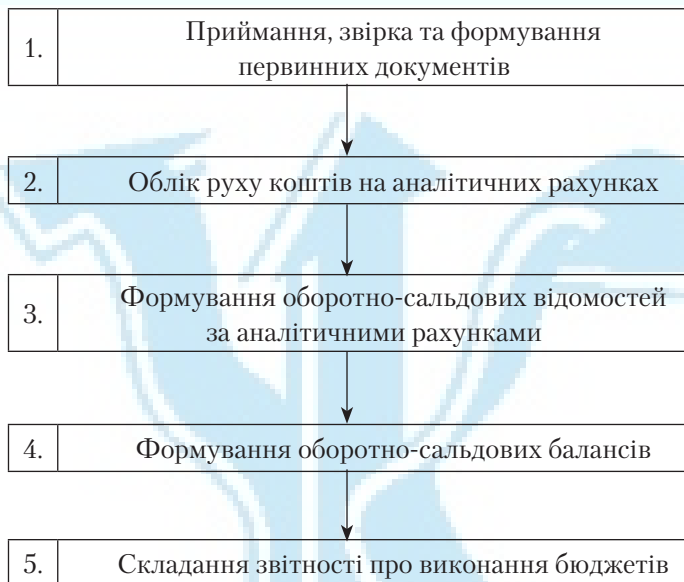 1.
Приймання, звірка та формування
первинних документів
2.
Облік руху коштів на аналітичних рахунках
3.
Формування оборотно-сальдових відомостей
за аналітичними рахунками
4.
Формування оборотно-сальдових балансів
5.
Складання звітності про виконання бюджетів